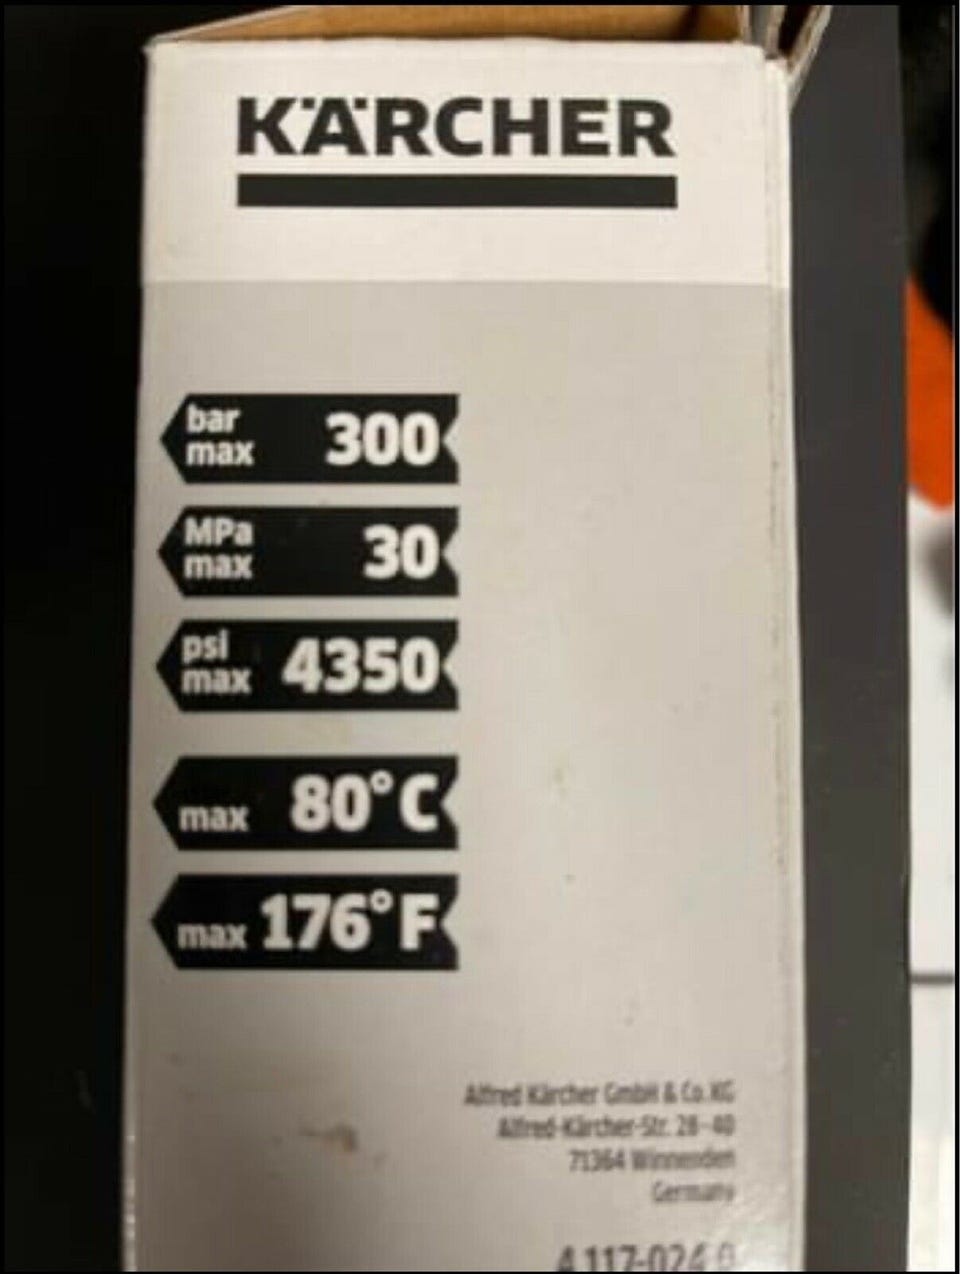 KÄRCHER
bar
max 300
MPa
max 30
psi
max 4350
max 80°C
max 176°F
Alfred Kärcher GmbH & Co. KG
Alfred-Kärcher-Str. 28-40
71364 Winnenden
Germany